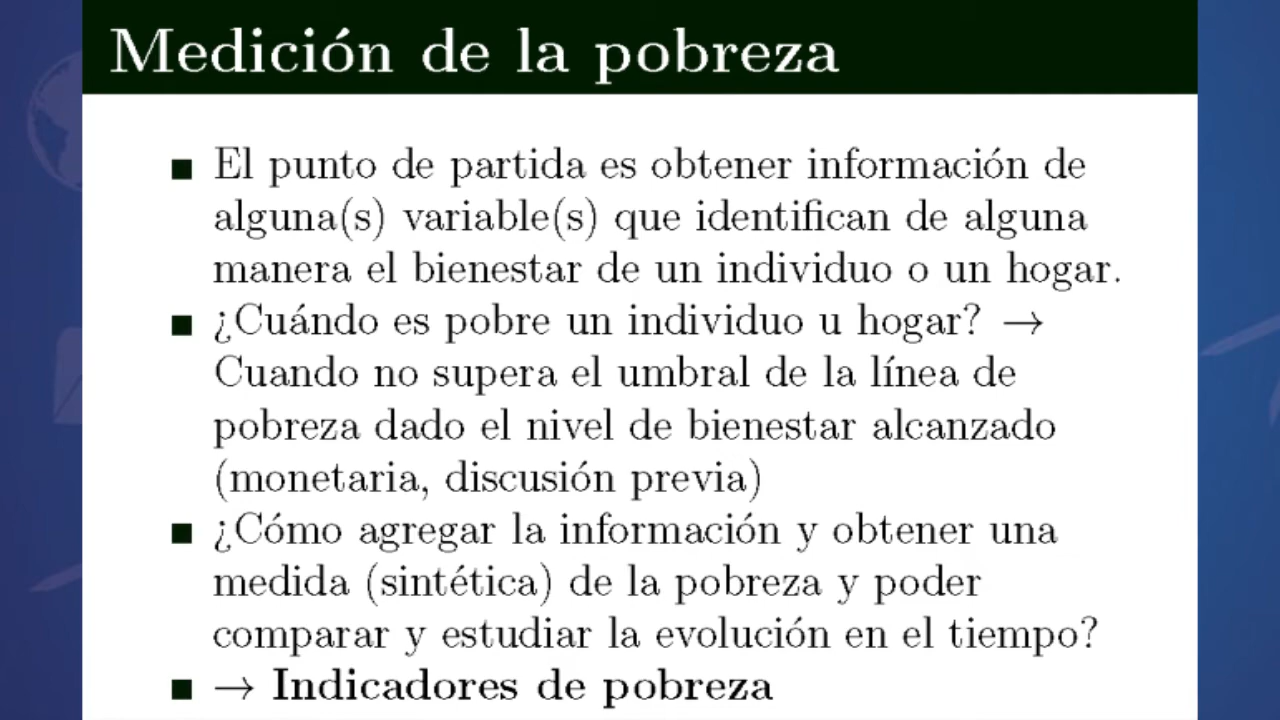 Medición de la pobreza
■ El punto de partida es obtener información de
alguna(s) variable(s) que identifican de alguna
manera el bienestar de un individuo o un hogar.
■ ¿Cuándo es pobre un individuo u hogar? →
Cuando no supera el umbral de la línea de
pobreza dado el nivel de bienestar alcanzado
(monetaria, discusión previa)
■ ¿Cómo agregar la información y obtener una
medida (sintética) de la pobreza y poder
comparar y estudiar la evolución en el tiempo?
■ → Indicadores de pobreza